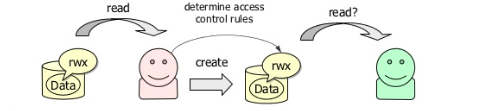 read
determine access
control rules
read?
rwx
Data
create
rwx
Data